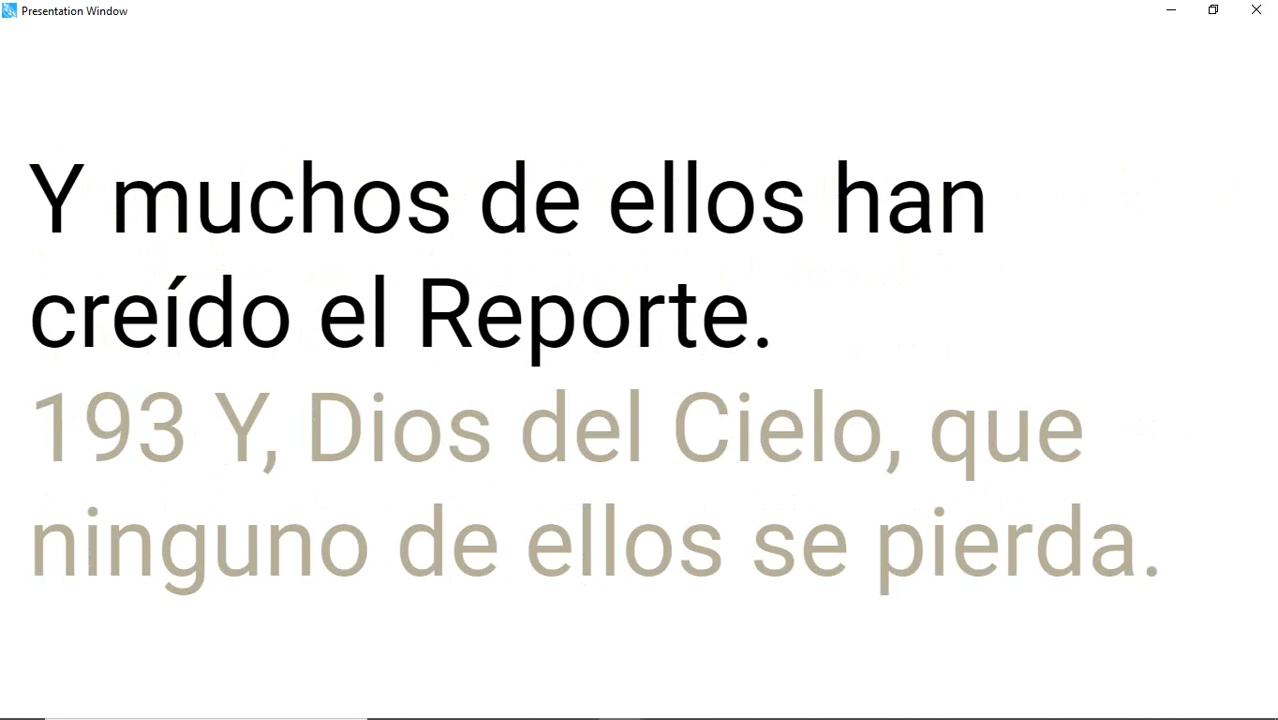 Presentation Window
Y muchos de ellos han
creído el Reporte.
193 Y, Dios del Cielo, que
ninguno de ellos se pierda.